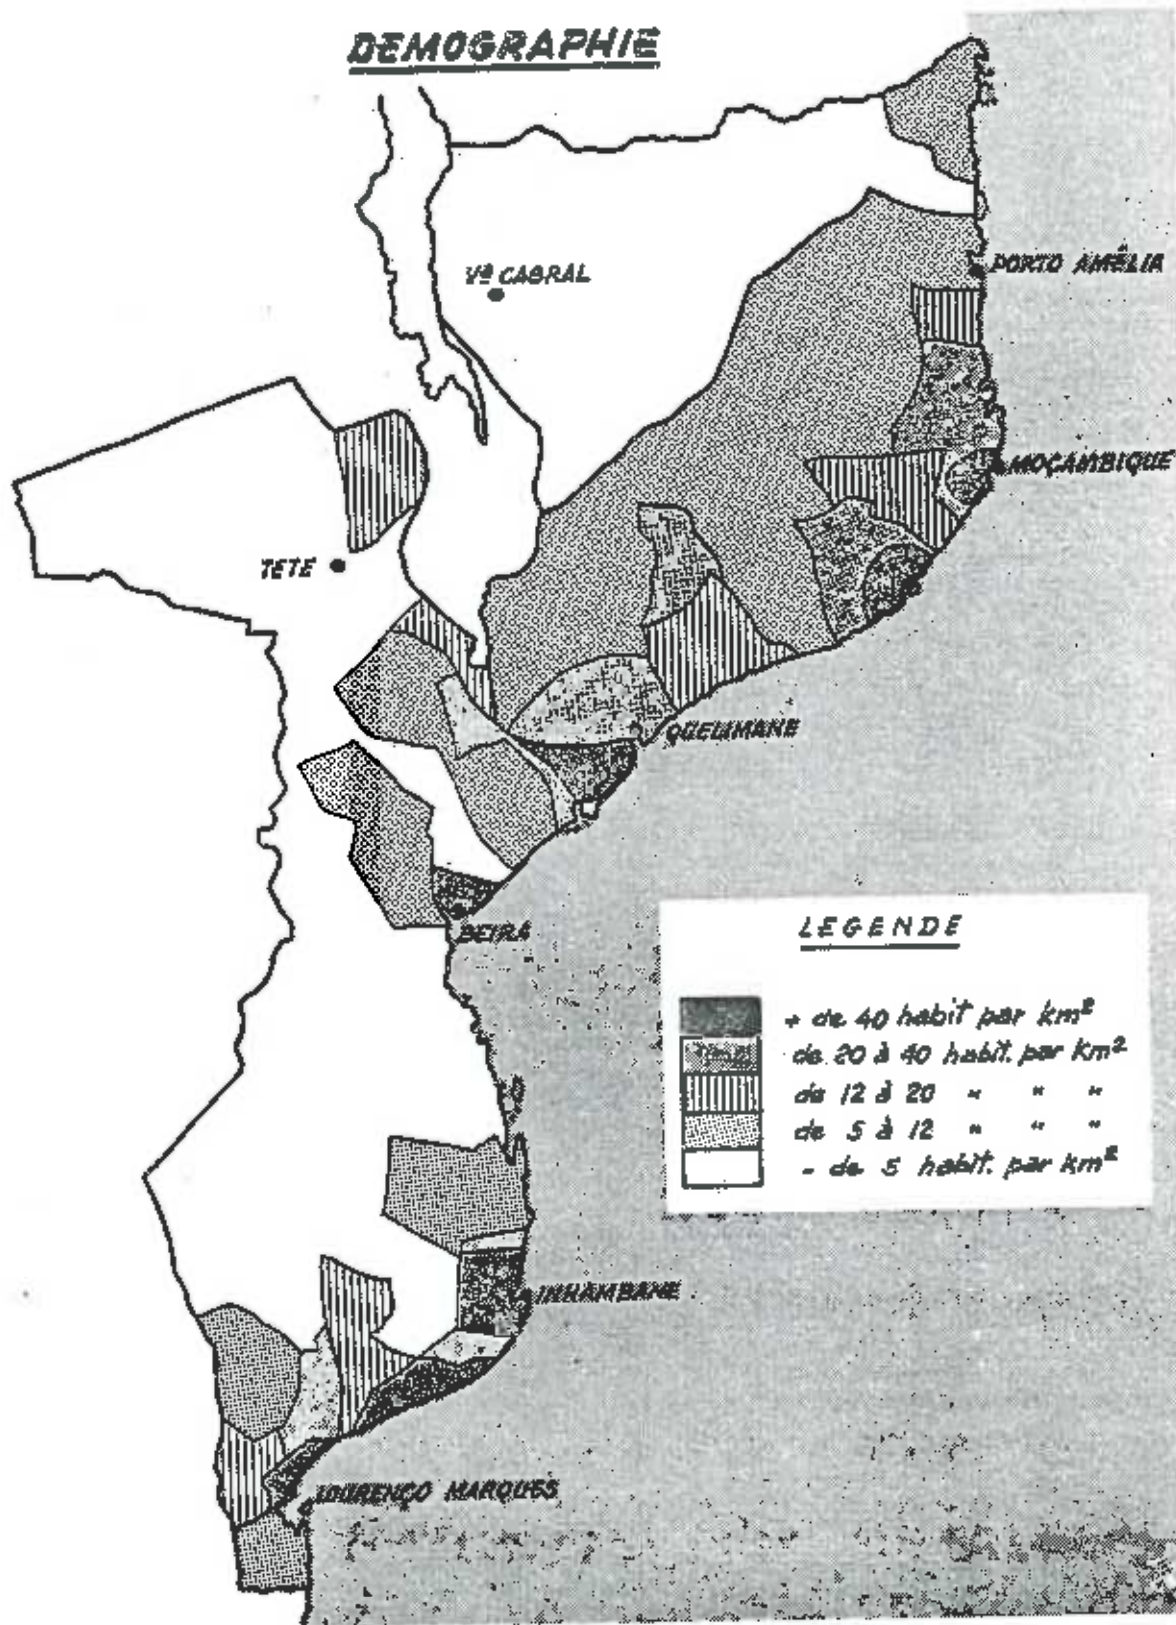 DEMOGRAPHIE
Vª CABRAL
PORTO AMÉLIA
MOÇAMBIQUE
TETE
QUELIMANE
BEIRA
LEGENDE
+ de 40 habit par km²
de 20 à 40 habit. par km²
de 12 à 20 " " "
de 5 à 12 " " "
- de 5 habit. par km²
INHAMBANE
LOURENÇO MARQUES